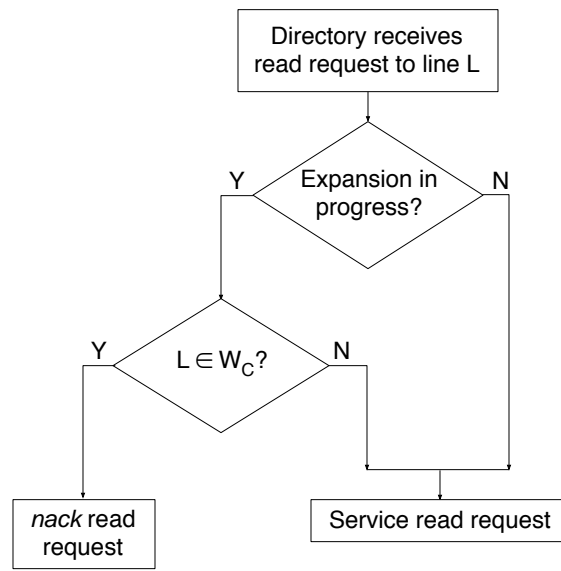 Directory receives
read request to line L
Y
Expansion in
progress?
N
Y
L ∈ W_C?
N
nack read
request
Service read request